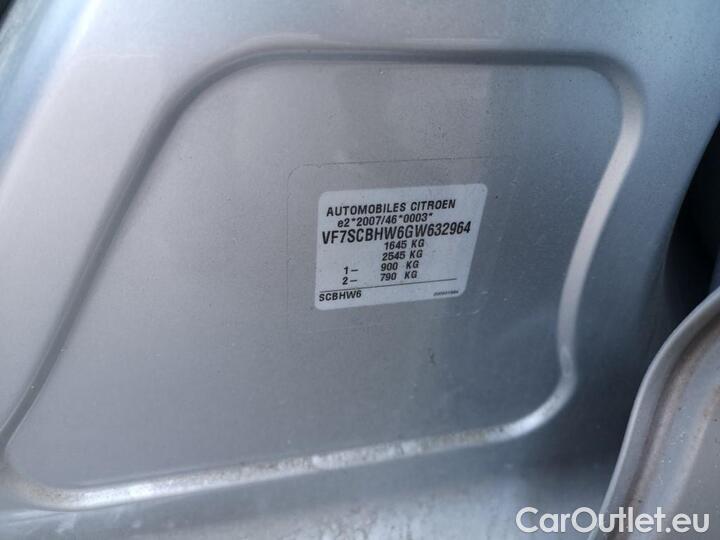 AUTOMOBILES CITROEN
e2*2007/46*0003*
VF7SCBHW6GW632964
1645 KG
2545 KG
1— 900 KG
2— 790 KG
SCBHW6
CarOutlet.eu